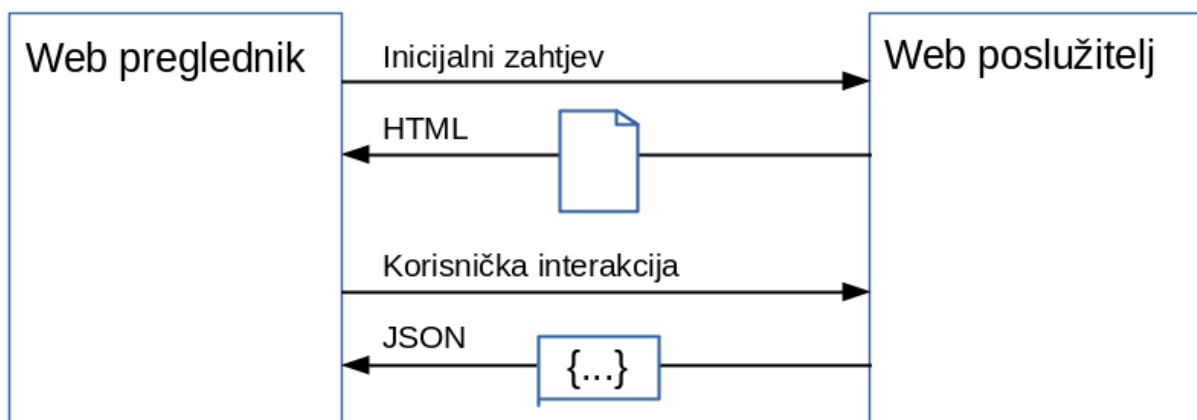 Web preglednik
Web poslužitelj
Inicijalni zahtjev
HTML
Korisnička interakcija
JSON
{...}